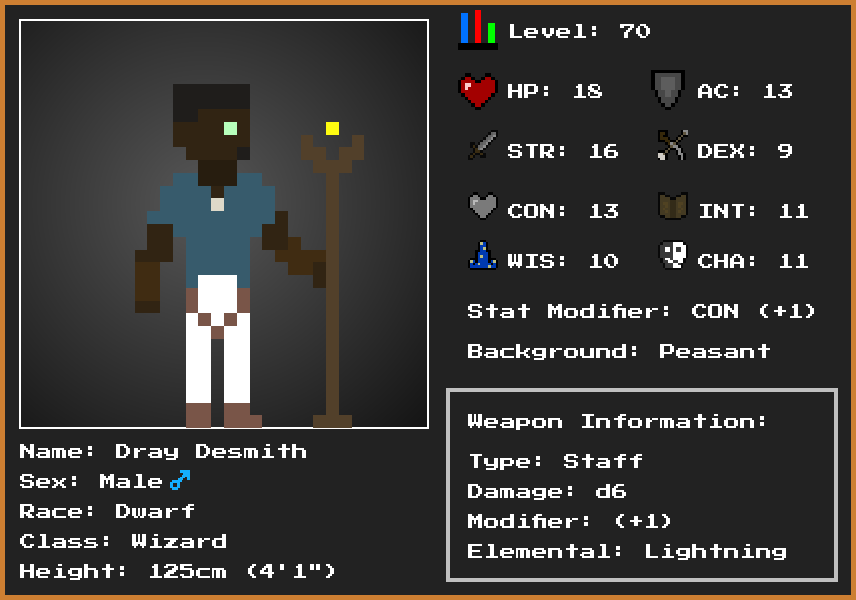 Level: 70
HP: 18 AC: 13
STR: 16 DEX: 9
CON: 13 INT: 11
WIS: 10 CHA: 11
Stat Modifier: CON (+1)
Background: Peasant
Weapon Information:
Type: Staff
Damage: d6
Modifier: (+1)
Elemental: Lightning
Name: Dray Desmith
Sex: Male ♂
Race: Dwarf
Class: Wizard
Height: 125cm (4'1")